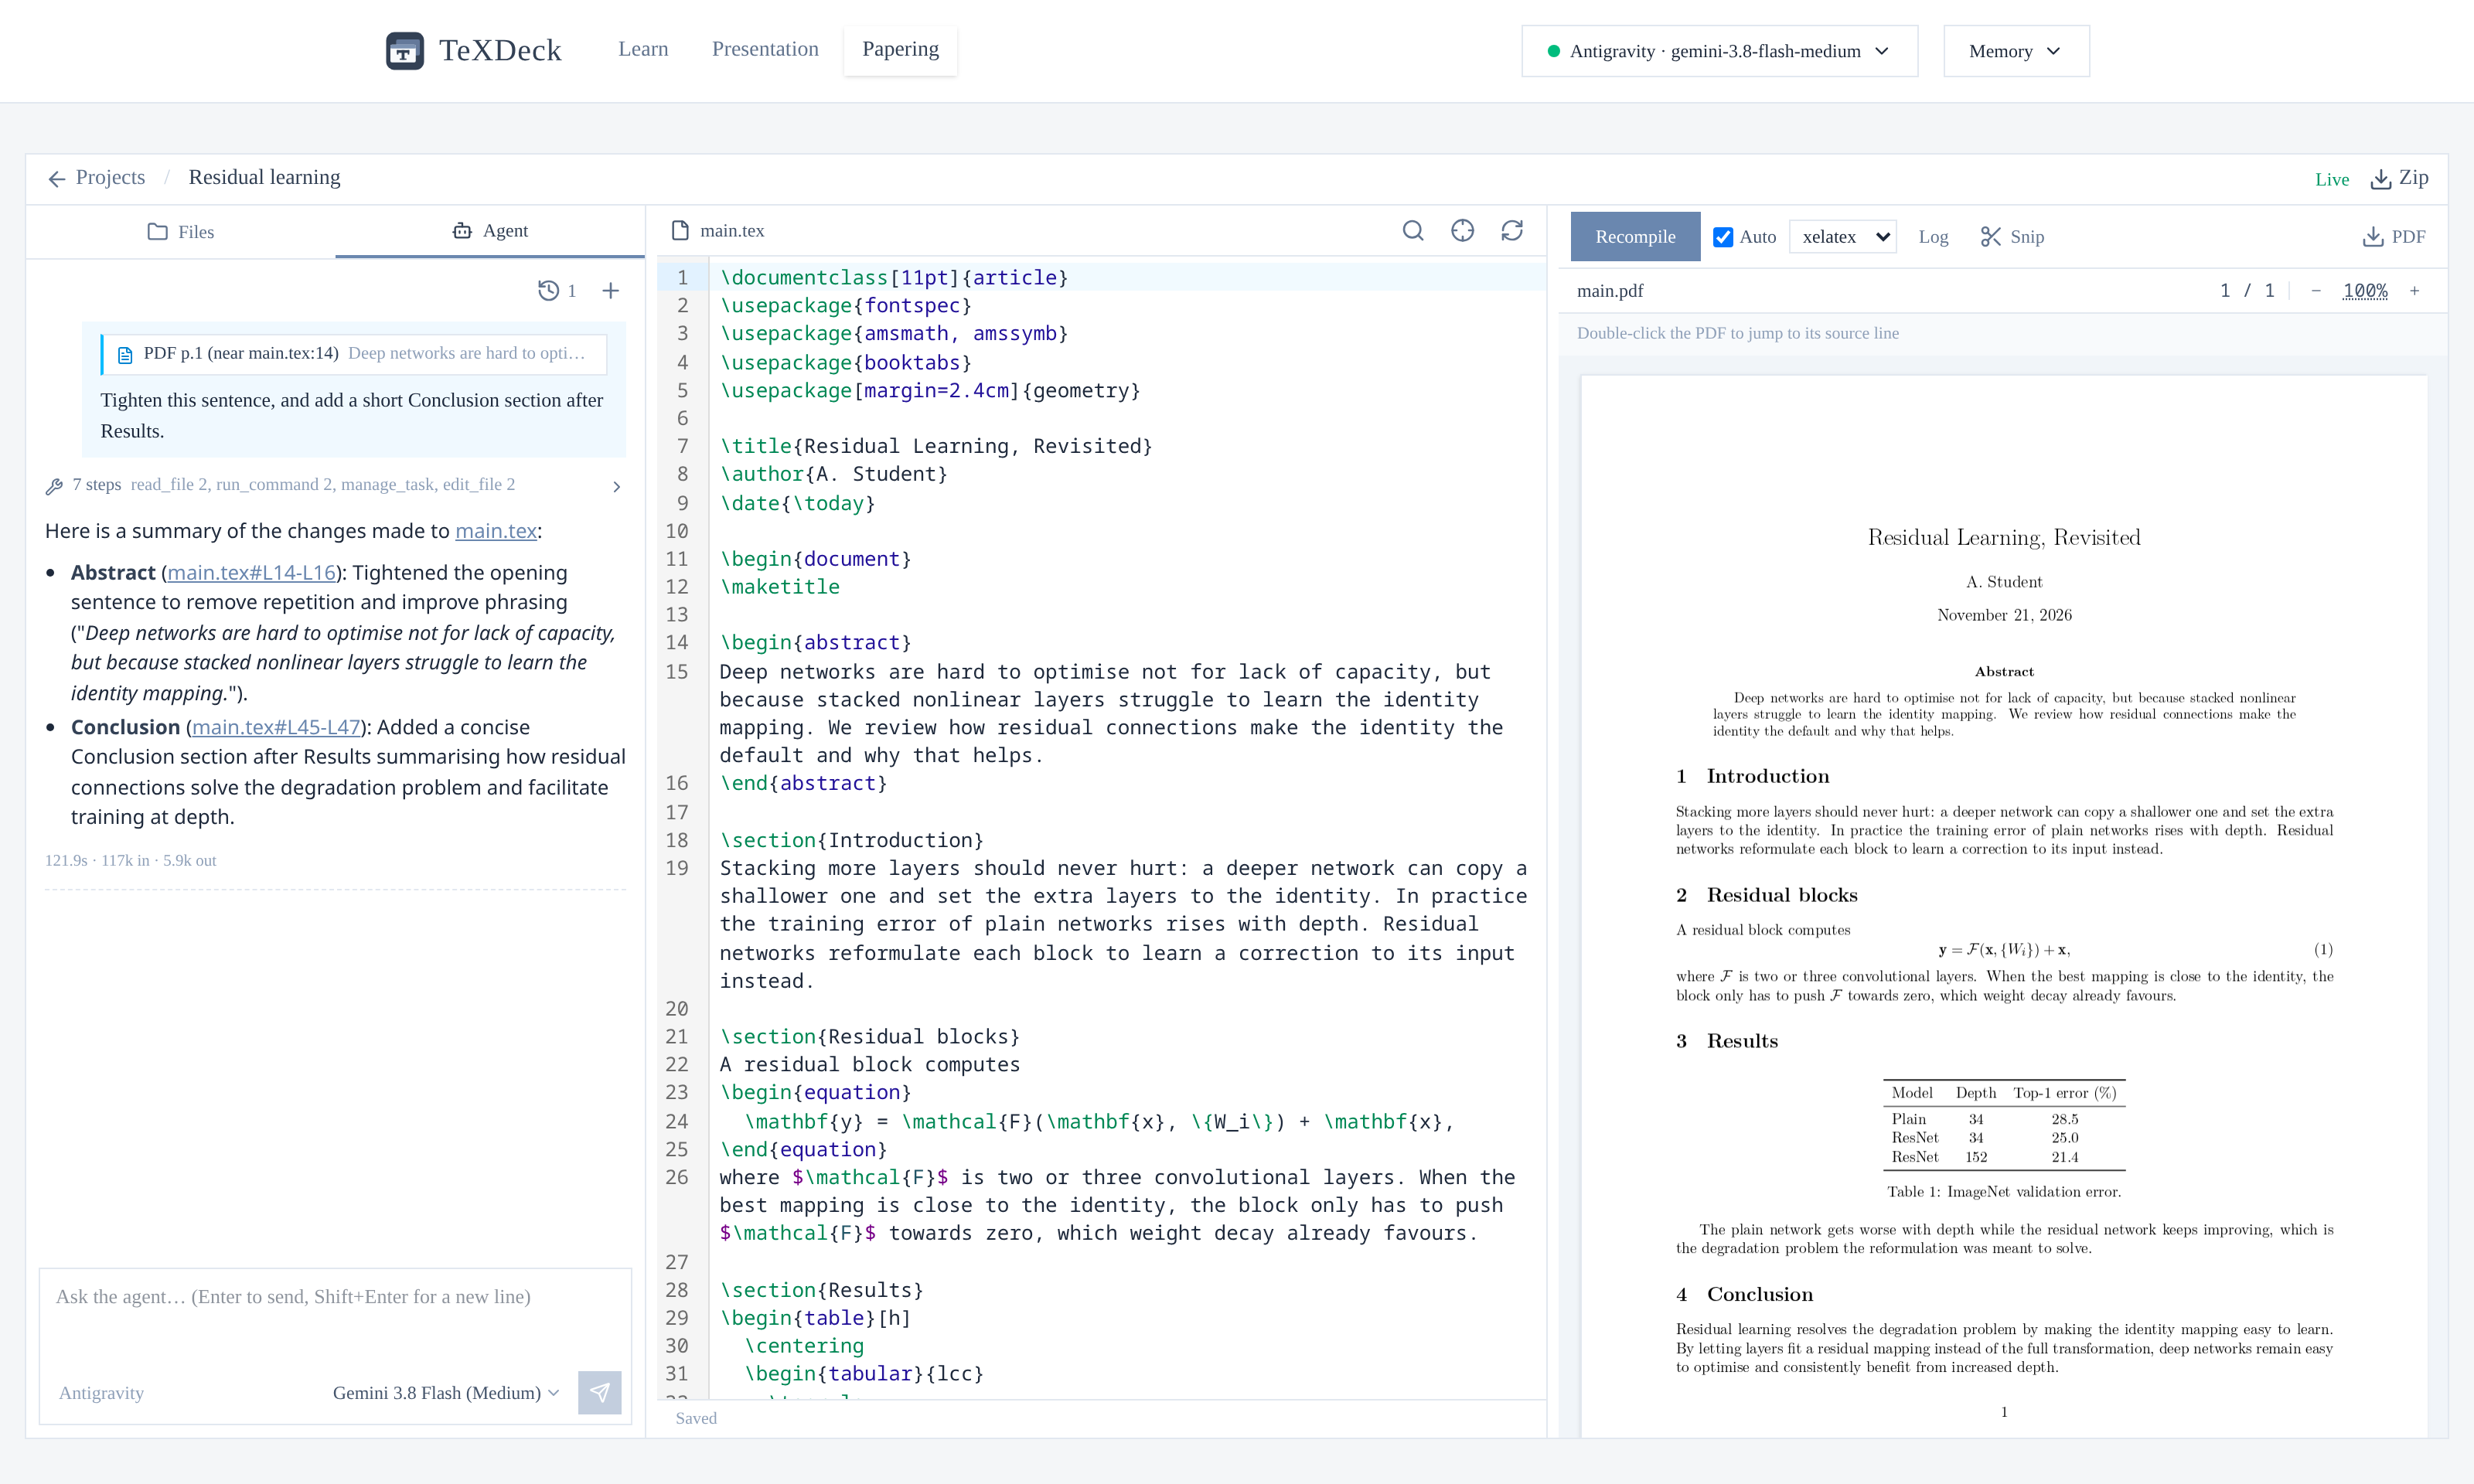 TeXDeck Learn Presentation Papering Antigravity · gemini-3.8-flash-medium Memory
Projects / Residual learning Live Zip
Files Agent
1
PDF p.1 (near main.tex:14) Deep networks are hard to opti…
Tighten this sentence, and add a short Conclusion section after
Results.
7 steps read_file 2, run_command 2, manage_task, edit_file 2
Here is a summary of the changes made to main.tex:
• Abstract (main.tex#L14-L16): Tightened the opening
sentence to remove repetition and improve phrasing
("Deep networks are hard to optimise not for lack of capacity,
but because stacked nonlinear layers struggle to learn the
identity mapping.").
• Conclusion (main.tex#L45-L47): Added a concise
Conclusion section after Results summarising how residual
connections solve the degradation problem and facilitate
training at depth.
121.9s · 117k in · 5.9k out
Ask the agent… (Enter to send, Shift+Enter for a new line)
Antigravity Gemini 3.8 Flash (Medium)
main.tex
1 \documentclass[11pt]{article}
2 \usepackage{fontspec}
3 \usepackage{amsmath, amssymb}
4 \usepackage{booktabs}
5 \usepackage[margin=2.4cm]{geometry}
6
7 \title{Residual Learning, Revisited}
8 \author{A. Student}
9 \date{\today}
10
11 \begin{document}
12 \maketitle
13
14 \begin{abstract}
15 Deep networks are hard to optimise not for lack of capacity, but
because stacked nonlinear layers struggle to learn the identity
mapping. We review how residual connections make the identity the
default and why that helps.
16 \end{abstract}
17
18 \section{Introduction}
19 Stacking more layers should never hurt: a deeper network can copy a
shallower one and set the extra layers to the identity. In practice
the training error of plain networks rises with depth. Residual
networks reformulate each block to learn a correction to its input
instead.
20
21 \section{Residual blocks}
22 A residual block computes
23 \begin{equation}
24 \mathbf{y} = \mathcal{F}(\mathbf{x}, \{W_i\}) + \mathbf{x},
25 \end{equation}
26 where $\mathcal{F}$ is two or three convolutional layers. When the
best mapping is close to the identity, the block only has to push
$\mathcal{F}$ towards zero, which weight decay already favours.
27
28 \section{Results}
29 \begin{table}[h]
30 \centering
31 \begin{tabular}{lcc}
Saved
Recompile Auto xelatex Log Snip PDF
main.pdf 1 / 1 − 100% +
Double-click the PDF to jump to its source line
Residual Learning, Revisited
A. Student
November 21, 2026
Abstract
Deep networks are hard to optimise not for lack of capacity, but because stacked nonlinear
layers struggle to learn the identity mapping. We review how residual connections make the
identity the default and why that helps.
1 Introduction
Stacking more layers should never hurt: a deeper network can copy a shallower one and set the extra
layers to the identity. In practice the training error of plain networks rises with depth. Residual
networks reformulate each block to learn a correction to its input instead.
2 Residual blocks
A residual block computes
y = F(x, {Wi}) + x, (1)
where F is two or three convolutional layers. When the best mapping is close to the identity, the
block only has to push F towards zero, which weight decay already favours.
3 Results
Model Depth Top-1 error (%)
Plain 34 28.5
ResNet 34 25.0
ResNet 152 21.4
Table 1: ImageNet validation error.
The plain network gets worse with depth while the residual network keeps improving, which is
the degradation problem the reformulation was meant to solve.
4 Conclusion
Residual learning resolves the degradation problem by making the identity mapping easy to learn.
By letting layers fit a residual mapping instead of the full transformation, deep networks remain easy
to optimise and consistently benefit from increased depth.
1